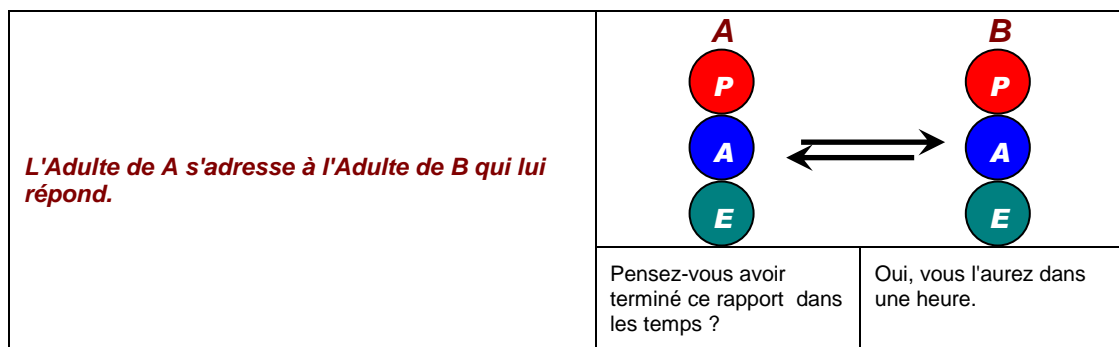 L'Adulte de A s'adresse à l'Adulte de B qui lui
répond.
A B
P P
A A
E E
Pensez-vous avoir
terminé ce rapport dans
les temps ?
Oui, vous l'aurez dans
une heure.